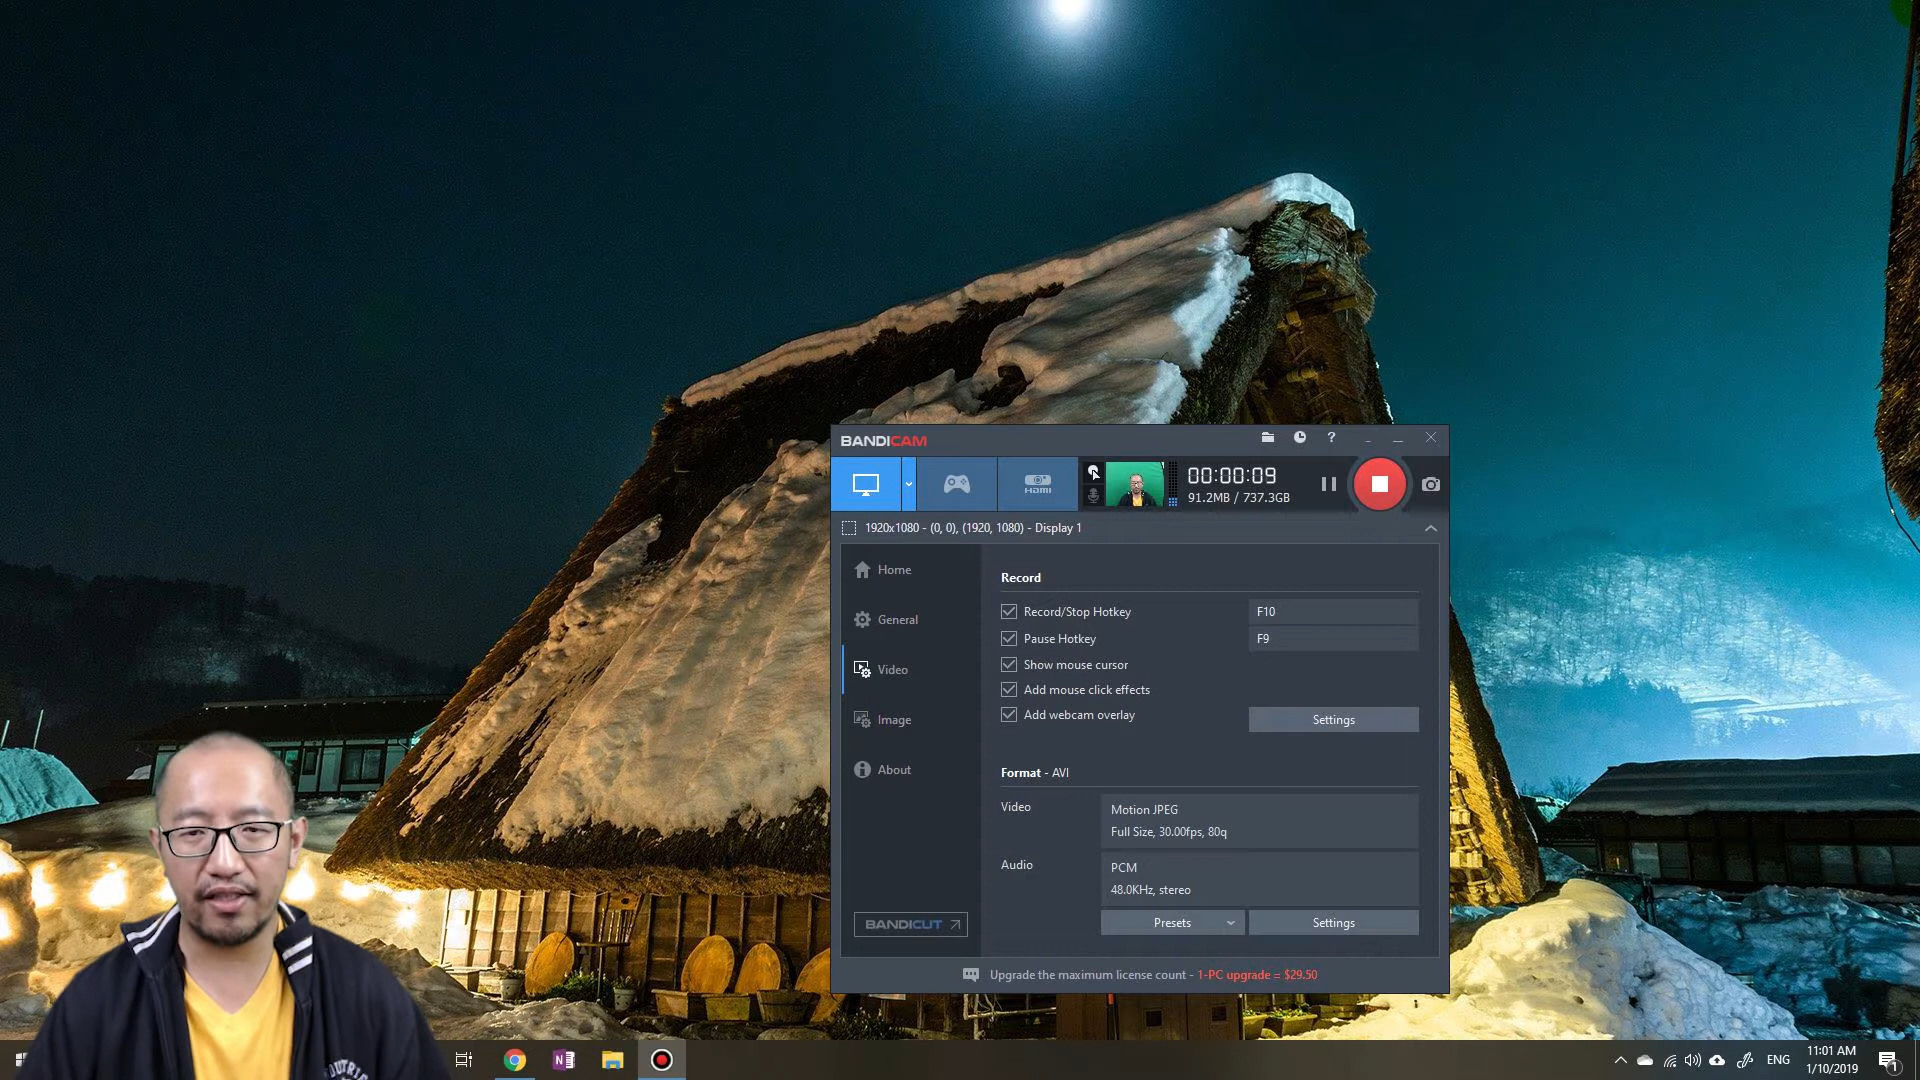 BANDICAM
?
HDMI
00:00:09
91.2MB / 737.3GB
1920x1080 - (0, 0), (1920, 1080) - Display 1
Home
General
Video
Image
About
BANDICUT
Record
Record/Stop Hotkey
F10
Pause Hotkey
F9
Show mouse cursor
Add mouse click effects
Add webcam overlay
Settings
Format - AVI
Video
Motion JPEG
Full Size, 30.00fps, 80q
Audio
PCM
48.0KHz, stereo
Presets
Settings
Upgrade the maximum license count - 1-PC upgrade = $29.50
N
ENG
11:01 AM
1/10/2019
1